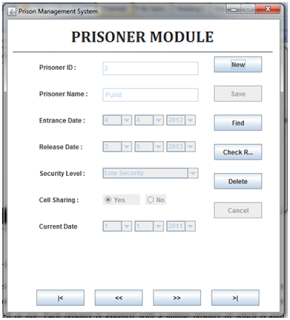 Prison Management System
PRISONER MODULE
Prisoner ID : 3 New
Prisoner Name : Pulkit Save
Entrance Date : 4 4 2012 Find
Release Date : 3 5 2013 Check R...
Security Level : Low Security Delete
Cell Sharing : Yes No Cancel
Current Date 1 1 2011
|< << >> >|